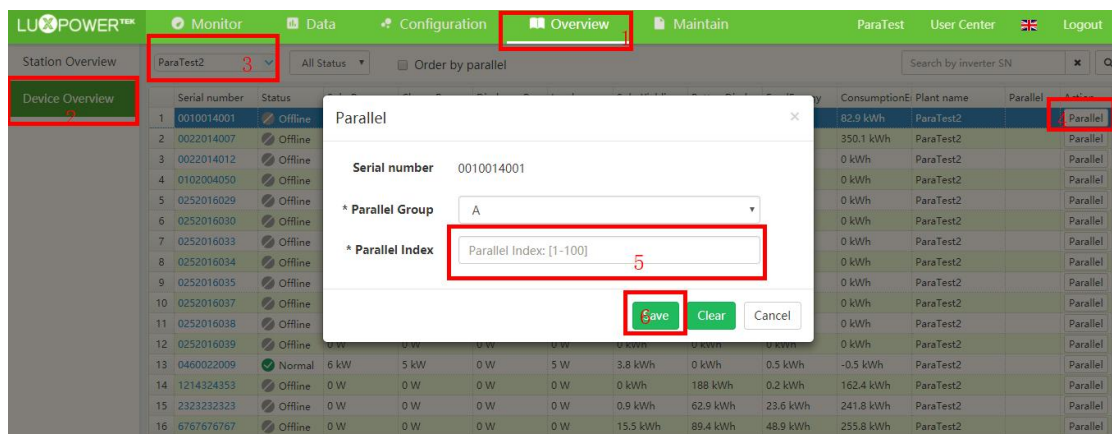 LUXPOWERTEK Monitor Data Configuration Overview Maintain ParaTest User Center Logout
1
Station Overview ParaTest2 3 All Status Order by parallel Search by inverter SN
Device Overview 2
Serial number Status ConsumptionE Plant name Parallel Action
1 0010014001 Offline 82.9 kWh ParaTest2 4 Parallel
2 0022014007 Offline 350.1 kWh ParaTest2 Parallel
3 0022014012 Offline 0 kWh ParaTest2 Parallel
4 0102004050 Offline 0 kWh ParaTest2 Parallel
5 0252016029 Offline 0 kWh ParaTest2 Parallel
6 0252016030 Offline 0 kWh ParaTest2 Parallel
7 0252016033 Offline 0 kWh ParaTest2 Parallel
8 0252016034 Offline 0 kWh ParaTest2 Parallel
9 0252016035 Offline 0 kWh ParaTest2 Parallel
10 0252016037 Offline 0 kWh ParaTest2 Parallel
11 0252016038 Offline 0 kWh ParaTest2 Parallel
12 0252016039 Offline 0 W 0 W 0 W 0 W 0 kWh 0 kWh 0 kWh 0 kWh ParaTest2 Parallel
13 0460022009 Normal 6 kW 5 kW 0 W 5 W 3.8 kWh 0 kWh 0.5 kWh -0.5 kWh ParaTest2 Parallel
14 1214324353 Offline 0 W 0 W 0 W 0 W 0 kWh 188 kWh 0.2 kWh 162.4 kWh ParaTest2 Parallel
15 2323232323 Offline 0 W 0 W 0 W 0 W 0.9 kWh 62.9 kWh 23.6 kWh 241.8 kWh ParaTest2 Parallel
16 6767676767 Offline 0 W 0 W 0 W 0 W 15.5 kWh 89.4 kWh 48.9 kWh 255.8 kWh ParaTest2 Parallel
Parallel ×
Serial number 0010014001
* Parallel Group A
* Parallel Index Parallel Index: [1-100]
5
6 Save Clear Cancel